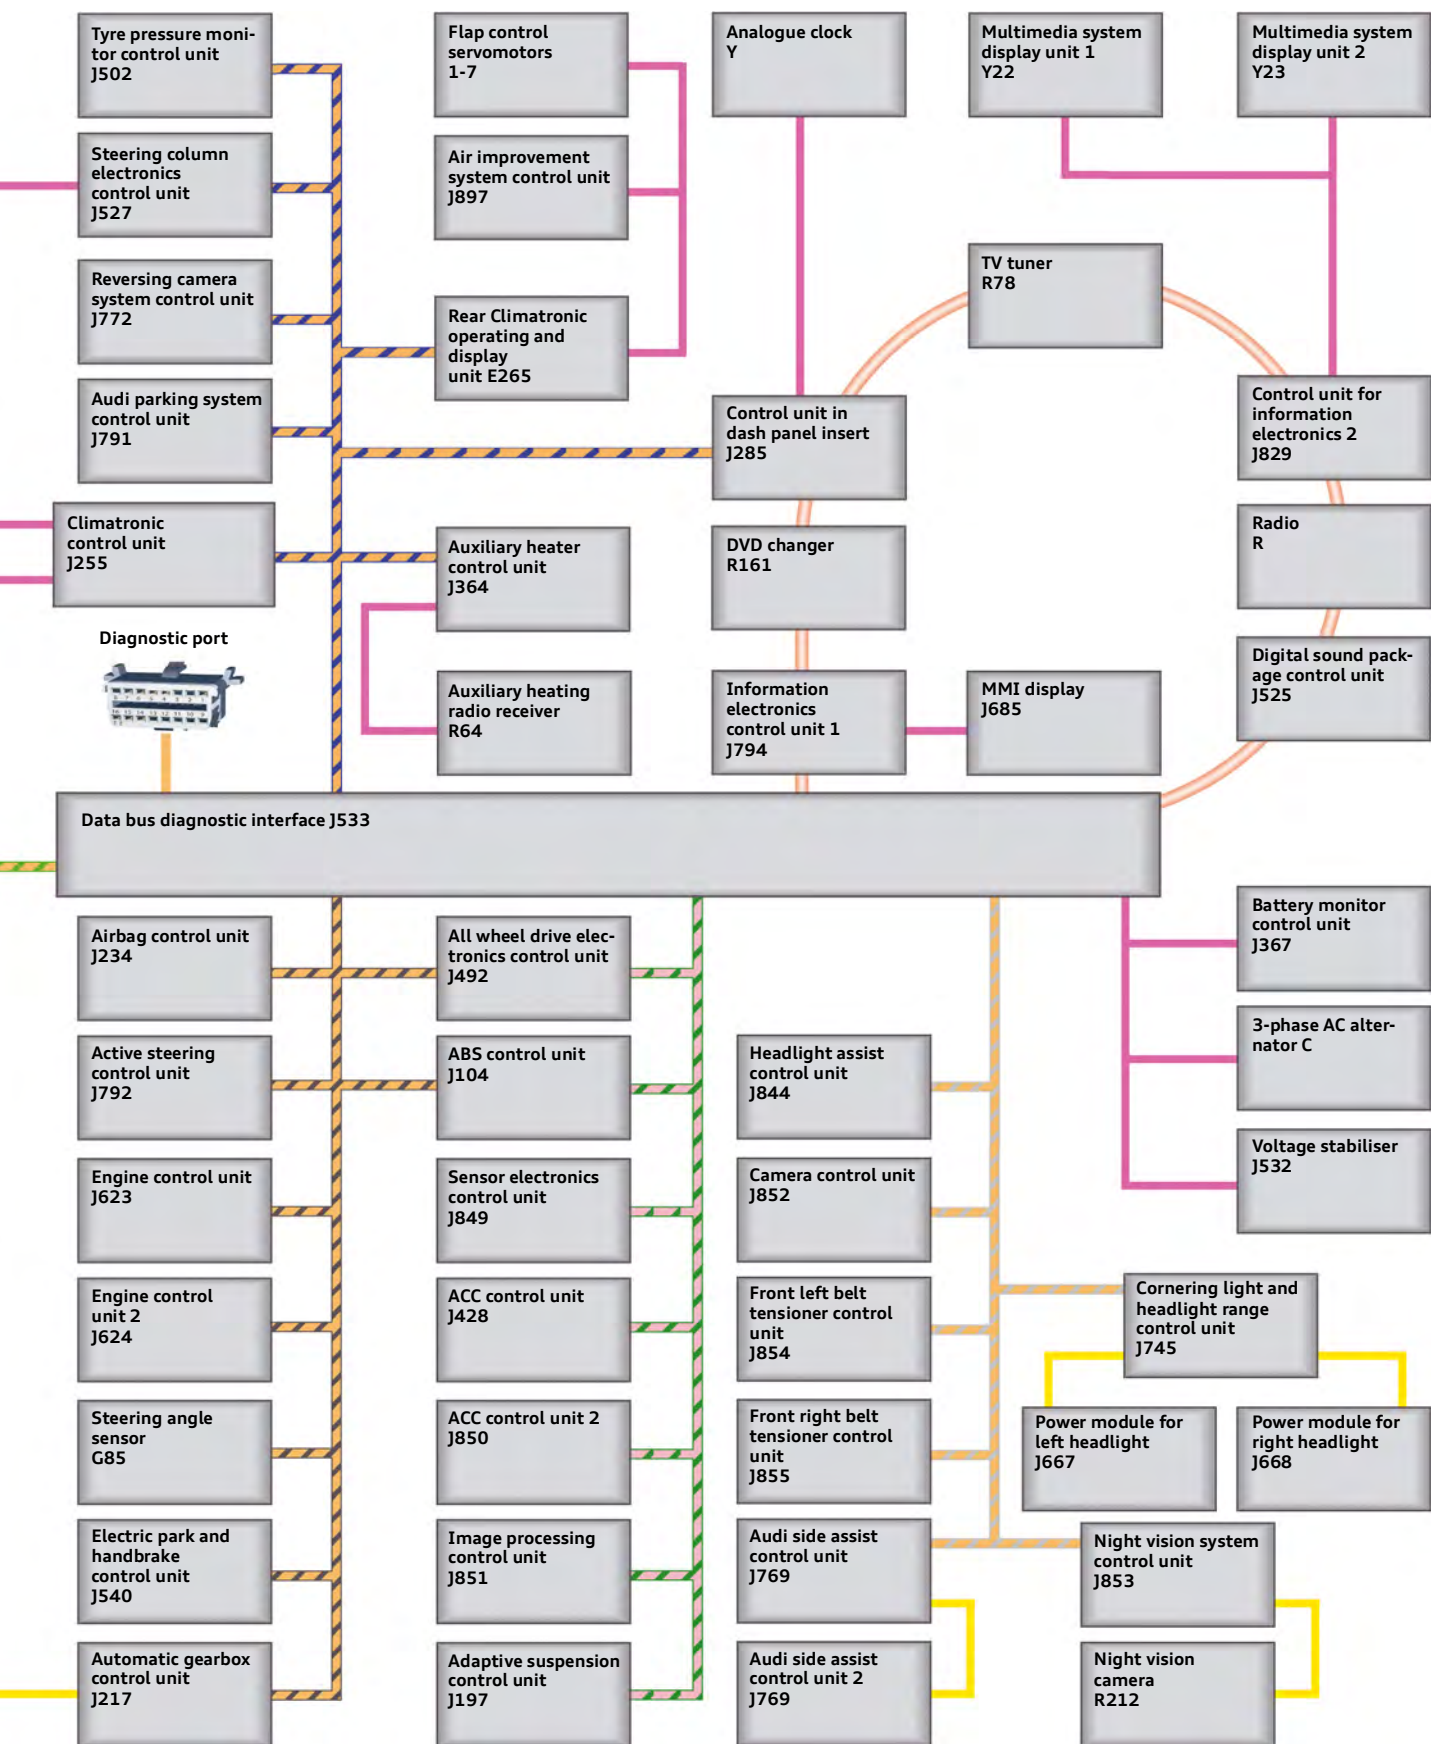 Tyre pressure moni-
tor control unit
J502
Flap control
servomotors
1-7
Analogue clock
Y
Multimedia system
display unit 1
Y22
Multimedia system
display unit 2
Y23
Steering column
electronics
control unit
J527
Air improvement
system control unit
J897
Reversing camera
system control unit
J772
Rear Climatronic
operating and
display
unit E265
TV tuner
R78
Audi parking system
control unit
J791
Control unit in
dash panel insert
J285
Control unit for
information
electronics 2
J829
Climatronic
control unit
J255
Auxiliary heater
control unit
J364
DVD changer
R161
Radio
R
Diagnostic port
Auxiliary heating
radio receiver
R64
Information
electronics
control unit 1
J794
MMI display
J685
Digital sound pack-
age control unit
J525
Data bus diagnostic interface J533
Airbag control unit
J234
All wheel drive elec-
tronics control unit
J492
Battery monitor
control unit
J367
Active steering
control unit
J792
ABS control unit
J104
Headlight assist
control unit
J844
3-phase AC alter-
nator C
Engine control unit
J623
Sensor electronics
control unit
J849
Camera control unit
J852
Voltage stabiliser
J532
Engine control
unit 2
J624
ACC control unit
J428
Front left belt
tensioner control
unit
J854
Cornering light and
headlight range
control unit
J745
Steering angle
sensor
G85
ACC control unit 2
J850
Front right belt
tensioner control
unit
J855
Power module for
left headlight
J667
Power module for
right headlight
J668
Electric park and
handbrake
control unit
J540
Image processing
control unit
J851
Audi side assist
control unit
J769
Night vision system
control unit
J853
Automatic gearbox
control unit
J217
Adaptive suspension
control unit
J197
Audi side assist
control unit 2
J769
Night vision
camera
R212